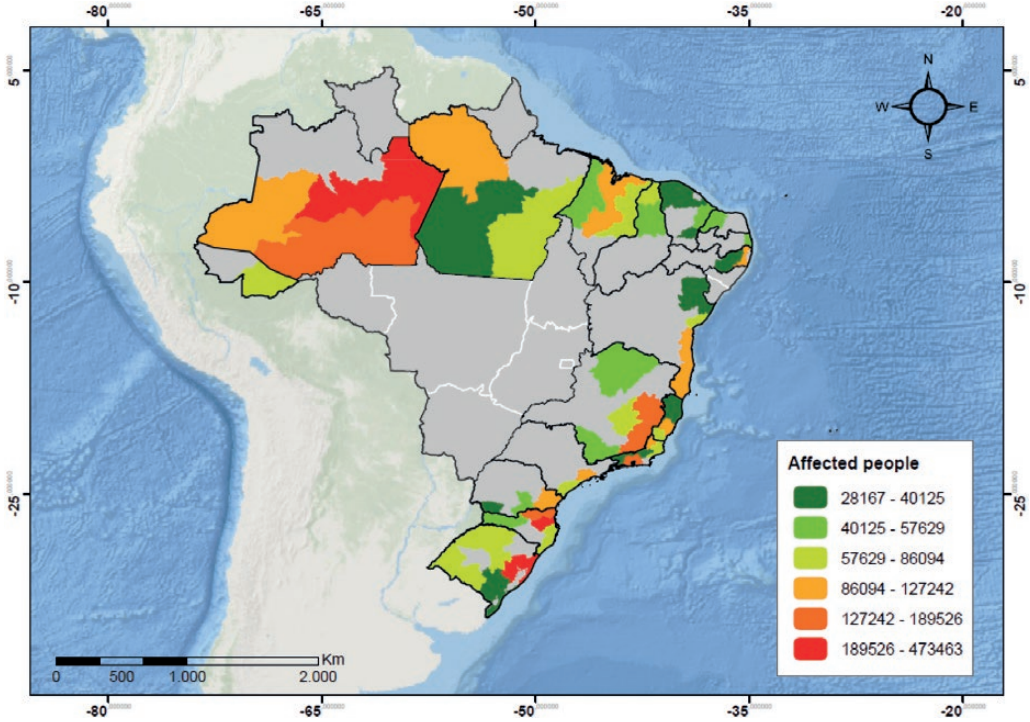 -80 -65 -50 -35 -20
5 5
N
W E
S
-10 -10
-25 -25
Affected people
28167 - 40125
40125 - 57629
57629 - 86094
86094 - 127242
127242 - 189526
189526 - 473463
Km
0 500 1.000 2.000
-80 -65 -50 -35 -20